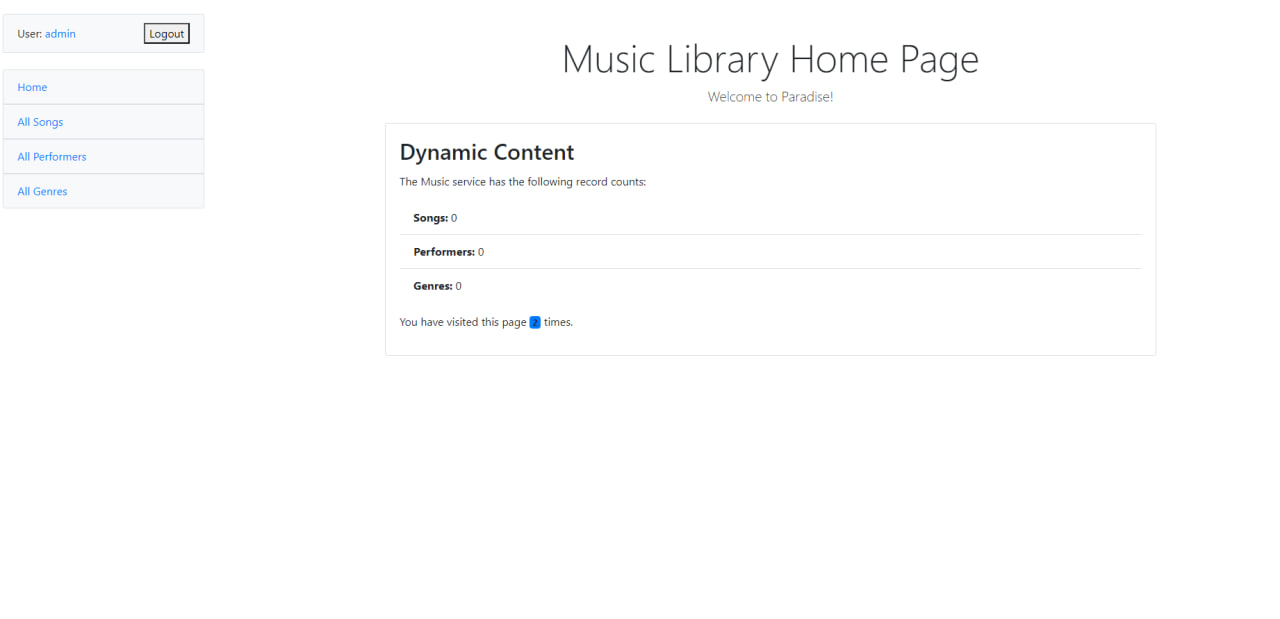 User: admin Logout
Home
All Songs
All Performers
All Genres
Music Library Home Page
Welcome to Paradise!
Dynamic Content
The Music service has the following record counts:
Songs: 0
Performers: 0
Genres: 0
You have visited this page 2 times.